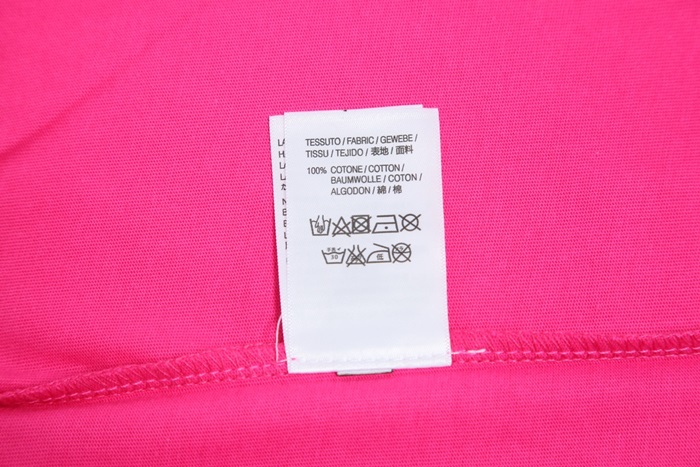 TESSUTO / FABRIC / GEWEBE /
TISSU / TEJIDO / 表地 / 面料
100% COTONE / COTTON /
BAUMWOLLE / COTON /
ALGODON / 綿 / 棉